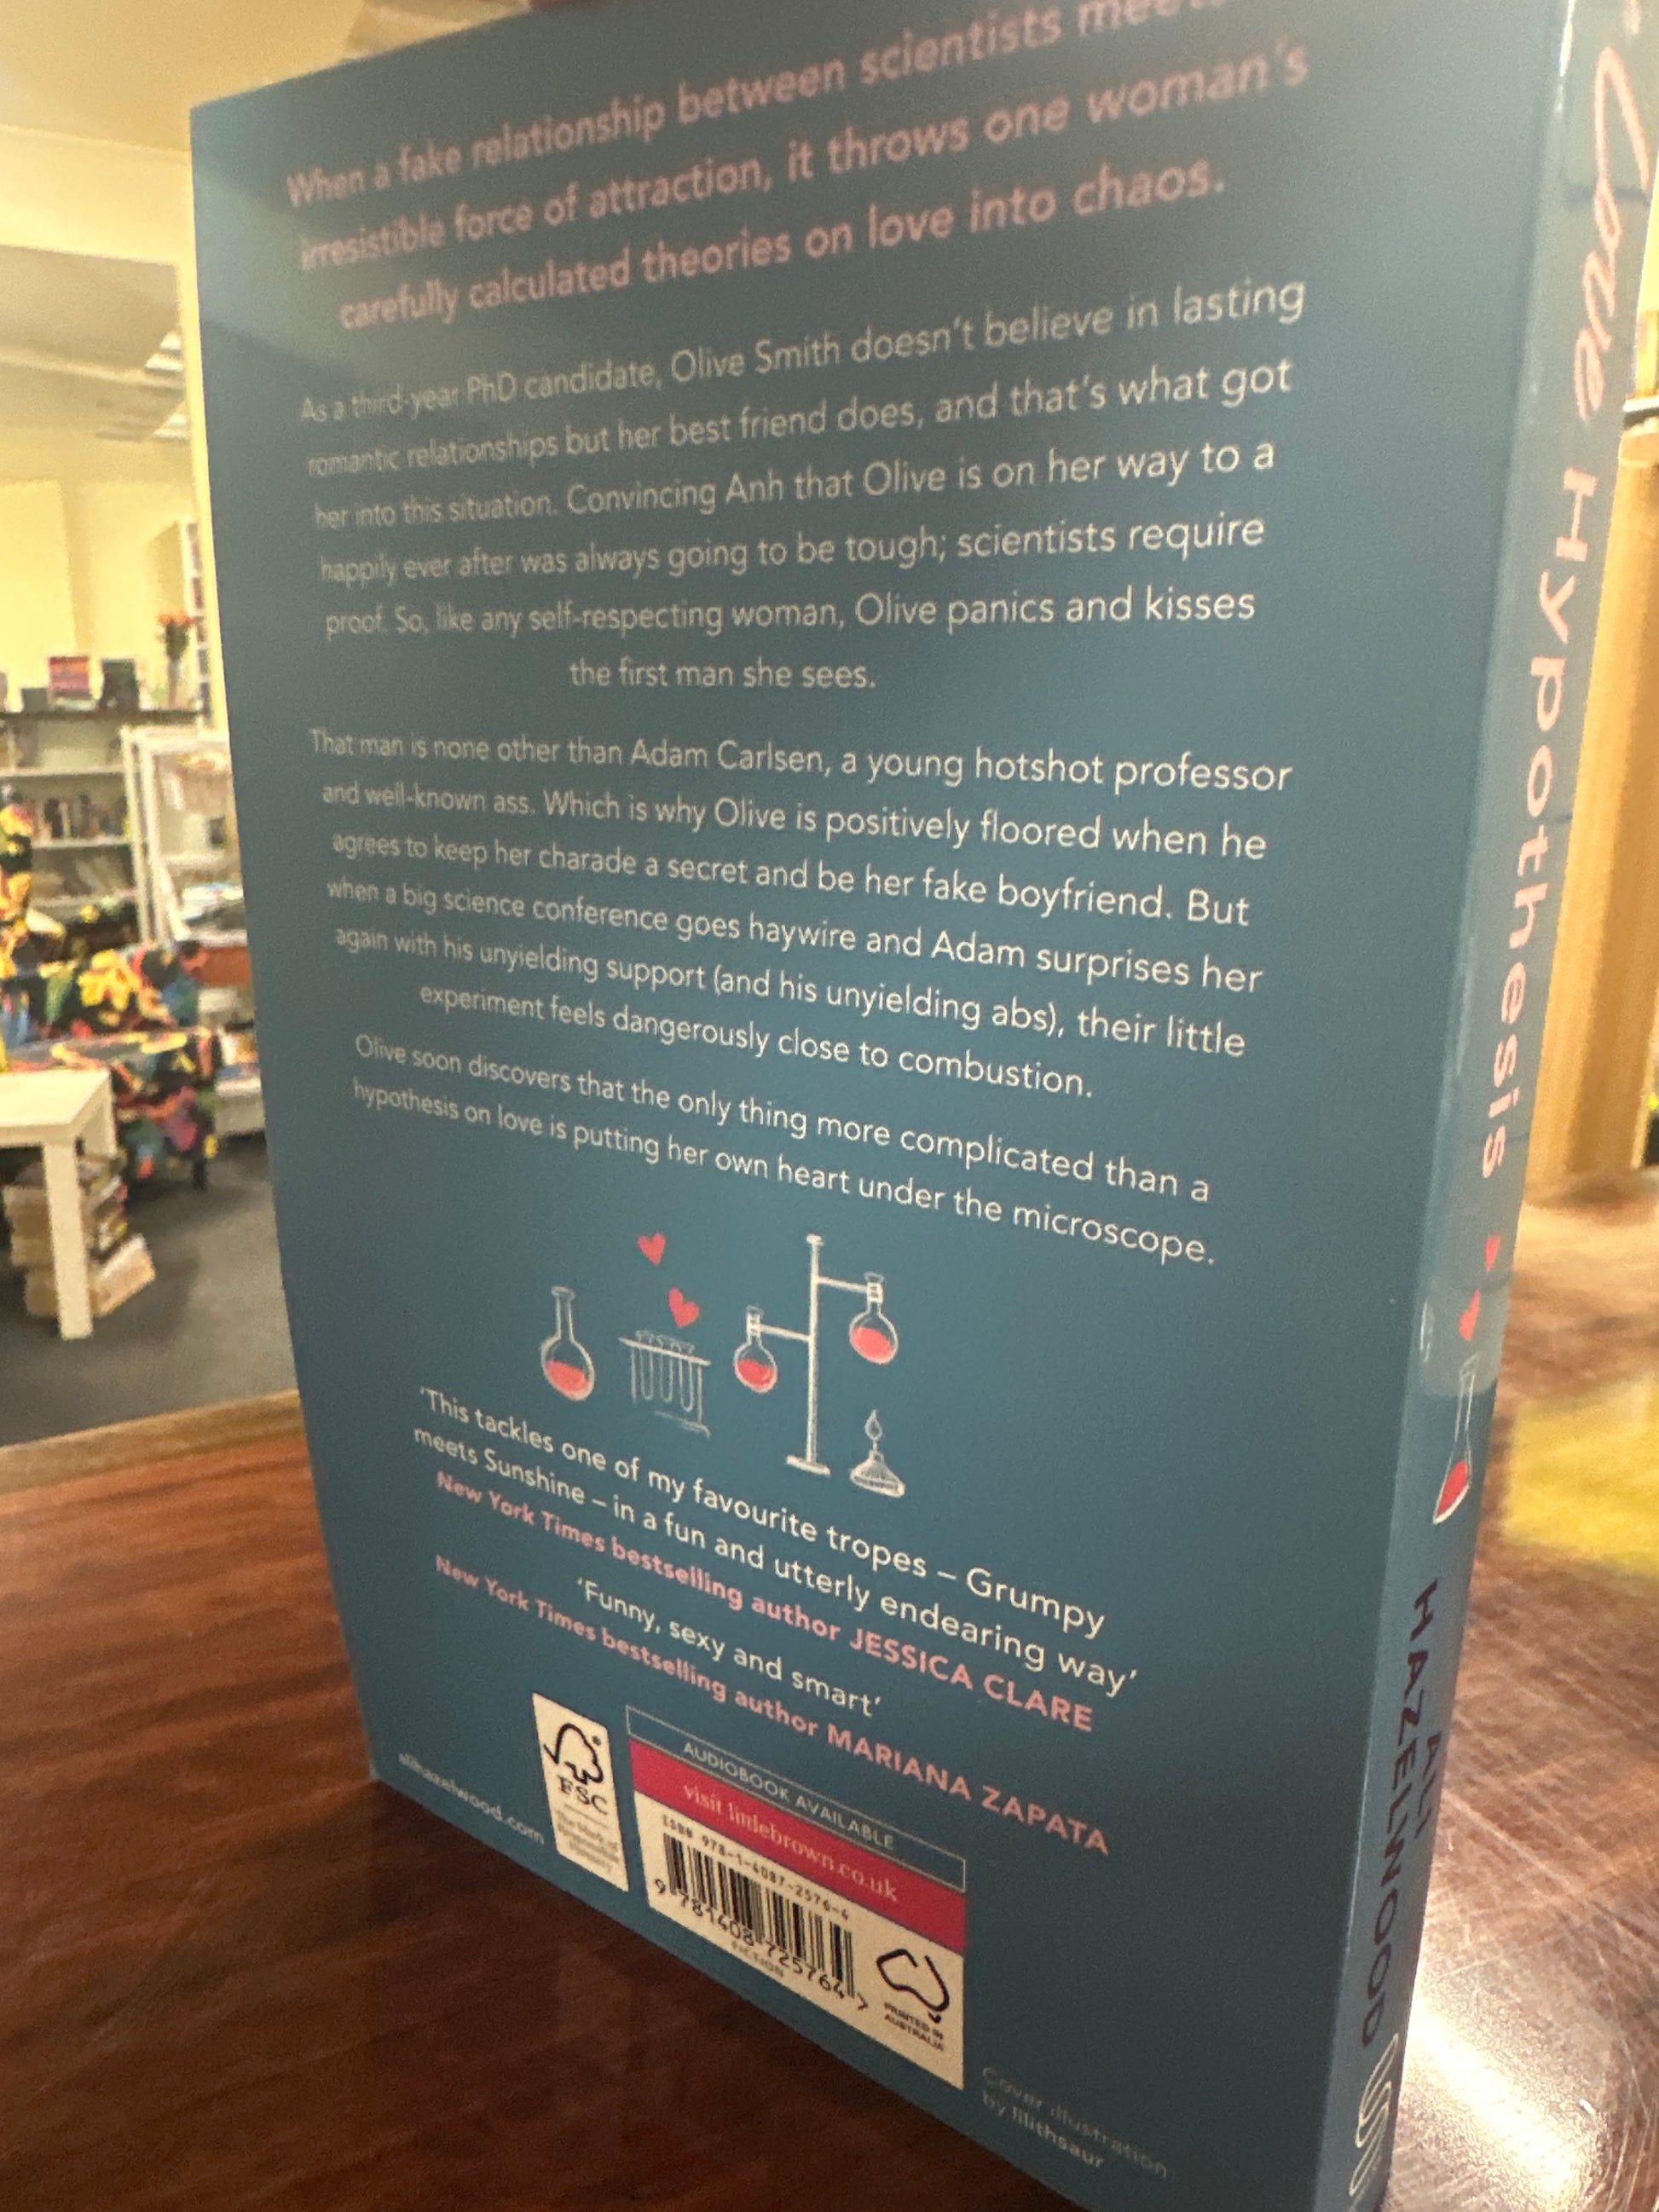 When a fake relationship between scientists meets
irresistible force of attraction, it throws one woman's
carefully calculated theories on love into chaos.
As a third-year PhD candidate, Olive Smith doesn't believe in lasting
romantic relationships but her best friend does, and that's what got
her into this situation. Convincing Anh that Olive is on her way to a
happily ever after was always going to be tough; scientists require
proof. So, like any self-respecting woman, Olive panics and kisses
the first man she sees.
That man is none other than Adam Carlsen, a young hotshot professor
and well-known ass. Which is why Olive is positively floored when he
agrees to keep her charade a secret and be her fake boyfriend. But
when a big science conference goes haywire and Adam surprises her
again with his unyielding support (and his unyielding abs), their little
experiment feels dangerously close to combustion.
Olive soon discovers that the only thing more complicated than a
hypothesis on love is putting her own heart under the microscope.
'This tackles one of my favourite tropes – Grumpy
meets Sunshine – in a fun and utterly endearing way'
New York Times bestselling author JESSICA CLARE
'Funny, sexy and smart'
New York Times bestselling author MARIANA ZAPATA
alihazelwood.com
FSC
AUDIOBOOK AVAILABLE
visit littlebrown.co.uk
ISBN 978-1-4087-2576-4
9 781408 725764 >
FICTION
PRINTED IN
AUSTRALIA
Cover illustration
by lilithsaur
Love Hypothesis
ALI
HAZELWOOD